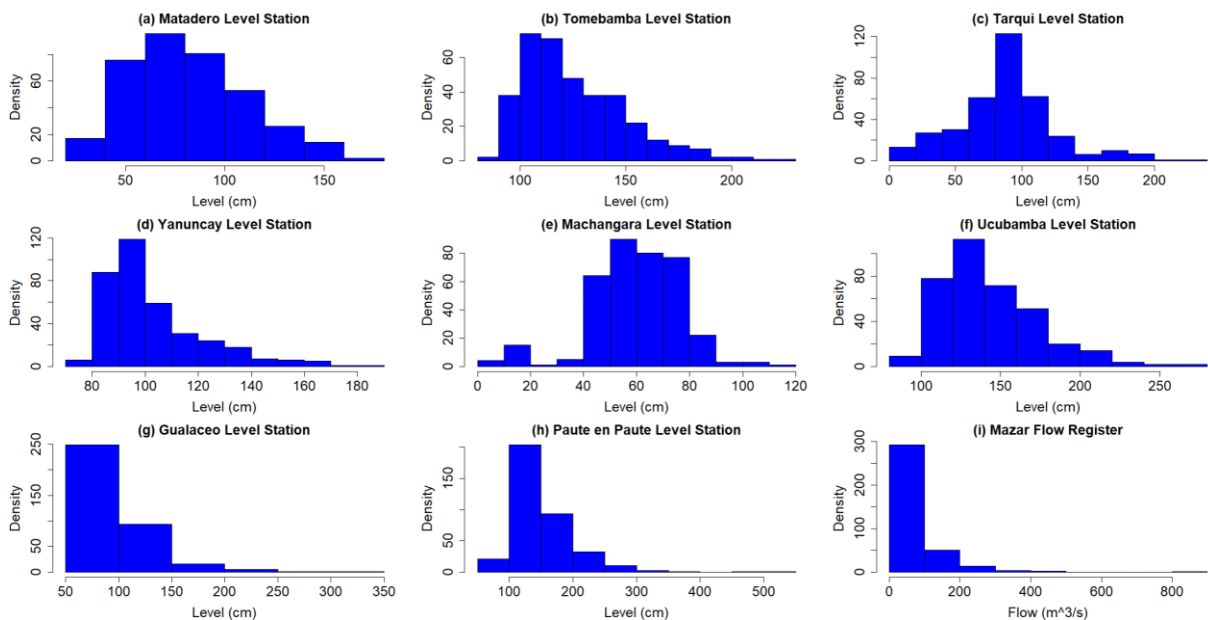 (a) Matadero Level Station
Density
0 20 60
50 100 150
Level (cm)
(b) Tomebamba Level Station
Density
0 20 40 60
100 150 200
Level (cm)
(c) Tarqui Level Station
Density
0 40 80 120
0 50 100 150 200
Level (cm)
(d) Yanuncay Level Station
Density
0 40 80 120
80 100 120 140 160 180
Level (cm)
(e) Machangara Level Station
Density
0 20 40 60 80
0 20 40 60 80 100 120
Level (cm)
(f) Ucubamba Level Station
Density
0 20 40 80
100 150 200 250
Level (cm)
(g) Gualaceo Level Station
Density
0 50 150 250
50 100 150 200 250 300 350
Level (cm)
(h) Paute en Paute Level Station
Density
0 50 150
100 200 300 400 500
Level (cm)
(i) Mazar Flow Register
Density
0 100 200 300
0 200 400 600 800
Flow (m^3/s)